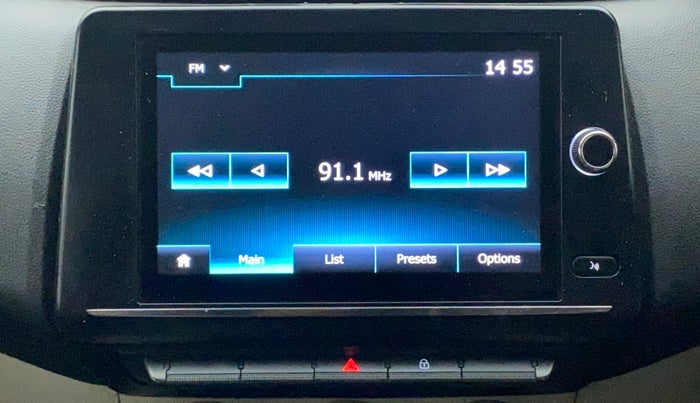 FM 14 55
91.1 MHz
Main List Presets Options